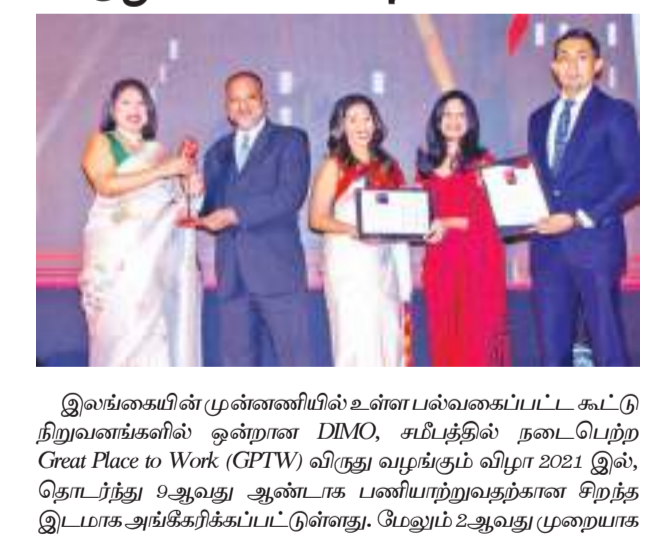 இலங்கையின் முன்னணியில் உள்ள பல்வகைப்பட்ட கூட்டு
நிறுவனங்களில் ஒன்றான DIMO, சமீபத்தில் நடைபெற்ற
Great Place to Work (GPTW) விருது வழங்கும் விழா 2021 இல்,
தொடர்ந்து 9ஆவது ஆண்டாக பணியாற்றுவதற்கான சிறந்த
இடமாக அங்கீகரிக்கப்பட்டுள்ளது. மேலும் 2ஆவது முறையாக